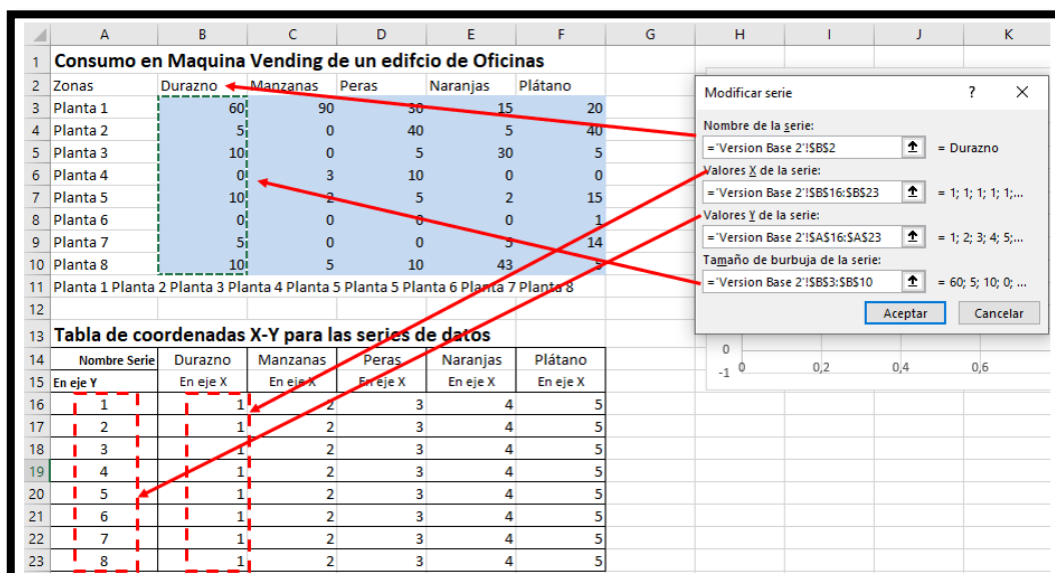 A B C D E F G H I J K
1 Consumo en Maquina Vending de un edifcio de Oficinas
2 Zonas Durazno Manzanas Peras Naranjas Plátano
3 Planta 1 60 90 30 15 20
4 Planta 2 5 0 40 5 40
5 Planta 3 10 0 5 30 5
6 Planta 4 0 3 10 0 0
7 Planta 5 10 2 5 2 15
8 Planta 6 0 0 0 0 1
9 Planta 7 5 0 0 3 14
10 Planta 8 10 5 10 43
11 Planta 1 Planta 2 Planta 3 Planta 4 Planta 5 Planta 5 Planta 6 Planta 7 Planta 8
12
13 Tabla de coordenadas X-Y para las series de datos
14 Nombre Serie Durazno Manzanas Peras Naranjas Plátano
15 En eje Y En eje X En eje X En eje X En eje X En eje X
16 1 1 2 3 4 5
17 2 1 2 3 4 5
18 3 1 2 3 4 5
19 4 1 2 3 4 5
20 5 1 2 3 4 5
21 6 1 2 3 4 5
22 7 1 2 3 4 5
23 8 1 2 3 4 5
Modificar serie ? ×
Nombre de la serie:
='Version Base 2'!$B$2 = Durazno
Valores X de la serie:
='Version Base 2'!$B$16:$B$23 = 1; 1; 1; 1; 1;...
Valores Y de la serie:
='Version Base 2'!$A$16:$A$23 = 1; 2; 3; 4; 5;...
Tamaño de burbuja de la serie:
='Version Base 2'!$B$3:$B$10 = 60; 5; 10; 0; ...
Aceptar Cancelar
0
-1 0 0,2 0,4 0,6